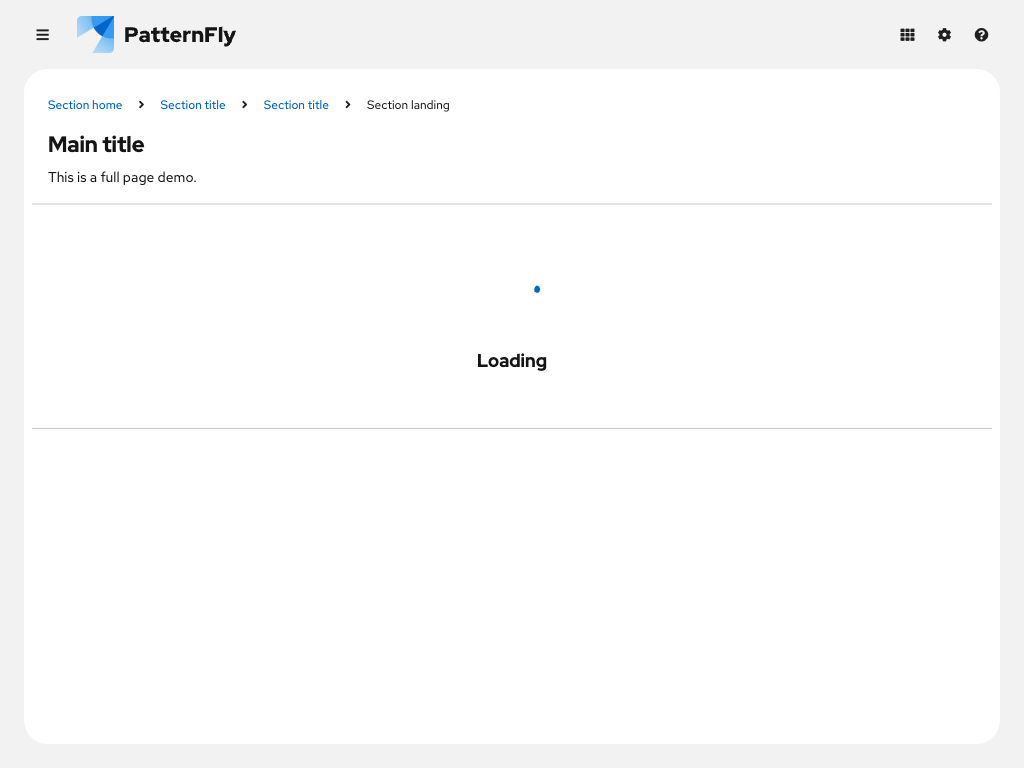 PatternFly
Section home Section title Section title Section landing
Main title
This is a full page demo.
Loading